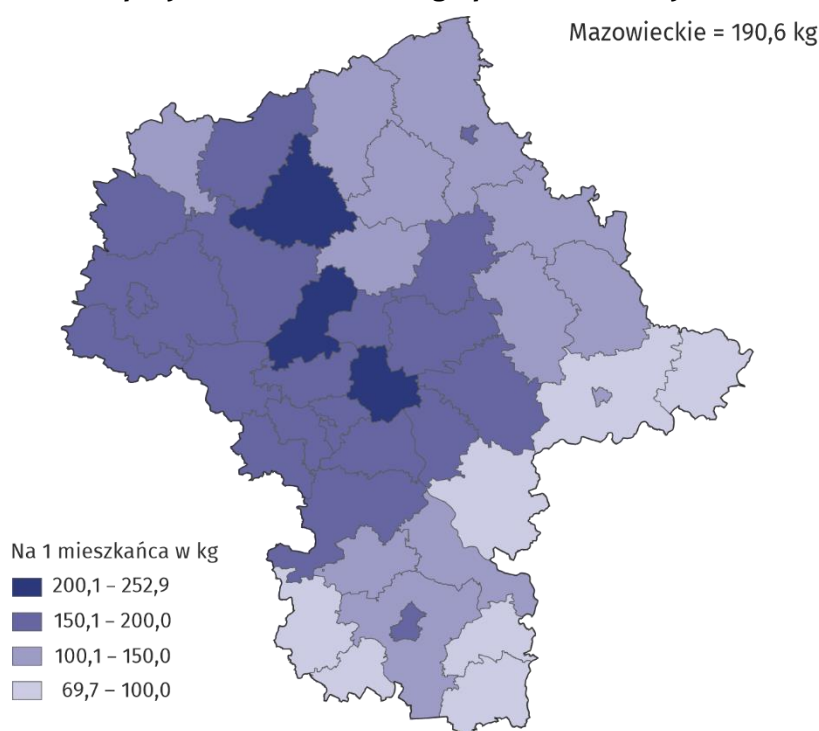 Mazowieckie = 190,6 kg
Na 1 mieszkańca w kg
200,1 – 252,9
150,1 – 200,0
100,1 – 150,0
69,7 – 100,0